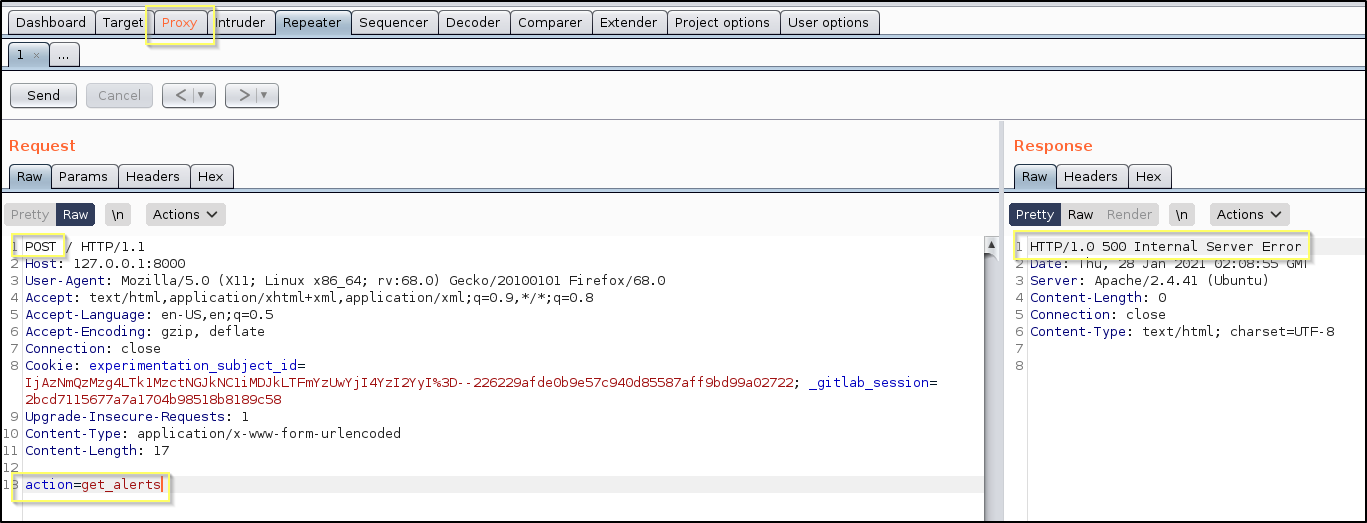 Dashboard Target Proxy Intruder Repeater Sequencer Decoder Comparer Extender Project options User options
1 × ...
Send Cancel < ▼ > ▼
Request
Raw Params Headers Hex
Pretty Raw \n Actions
1 POST / HTTP/1.1
2 Host: 127.0.0.1:8000
3 User-Agent: Mozilla/5.0 (X11; Linux x86_64; rv:68.0) Gecko/20100101 Firefox/68.0
4 Accept: text/html,application/xhtml+xml,application/xml;q=0.9,*/*;q=0.8
5 Accept-Language: en-US,en;q=0.5
6 Accept-Encoding: gzip, deflate
7 Connection: close
8 Cookie: experimentation_subject_id=
IjAzNmQzMzg4LTk1MzctNGJkNC1iMDJkLTFmYzUwYjI4YzI2YyI%3D--226229afde0b9e57c940d85587aff9bd99a02722; _gitlab_session=
2bcd7115677a7a1704b98518b8189c58
9 Upgrade-Insecure-Requests: 1
10 Content-Type: application/x-www-form-urlencoded
11 Content-Length: 17
12
13 action=get_alerts
Response
Raw Headers Hex
Pretty Raw Render \n Actions
1 HTTP/1.0 500 Internal Server Error
2 Date: Thu, 28 Jan 2021 02:08:55 GMT
3 Server: Apache/2.4.41 (Ubuntu)
4 Content-Length: 0
5 Connection: close
6 Content-Type: text/html; charset=UTF-8
7
8